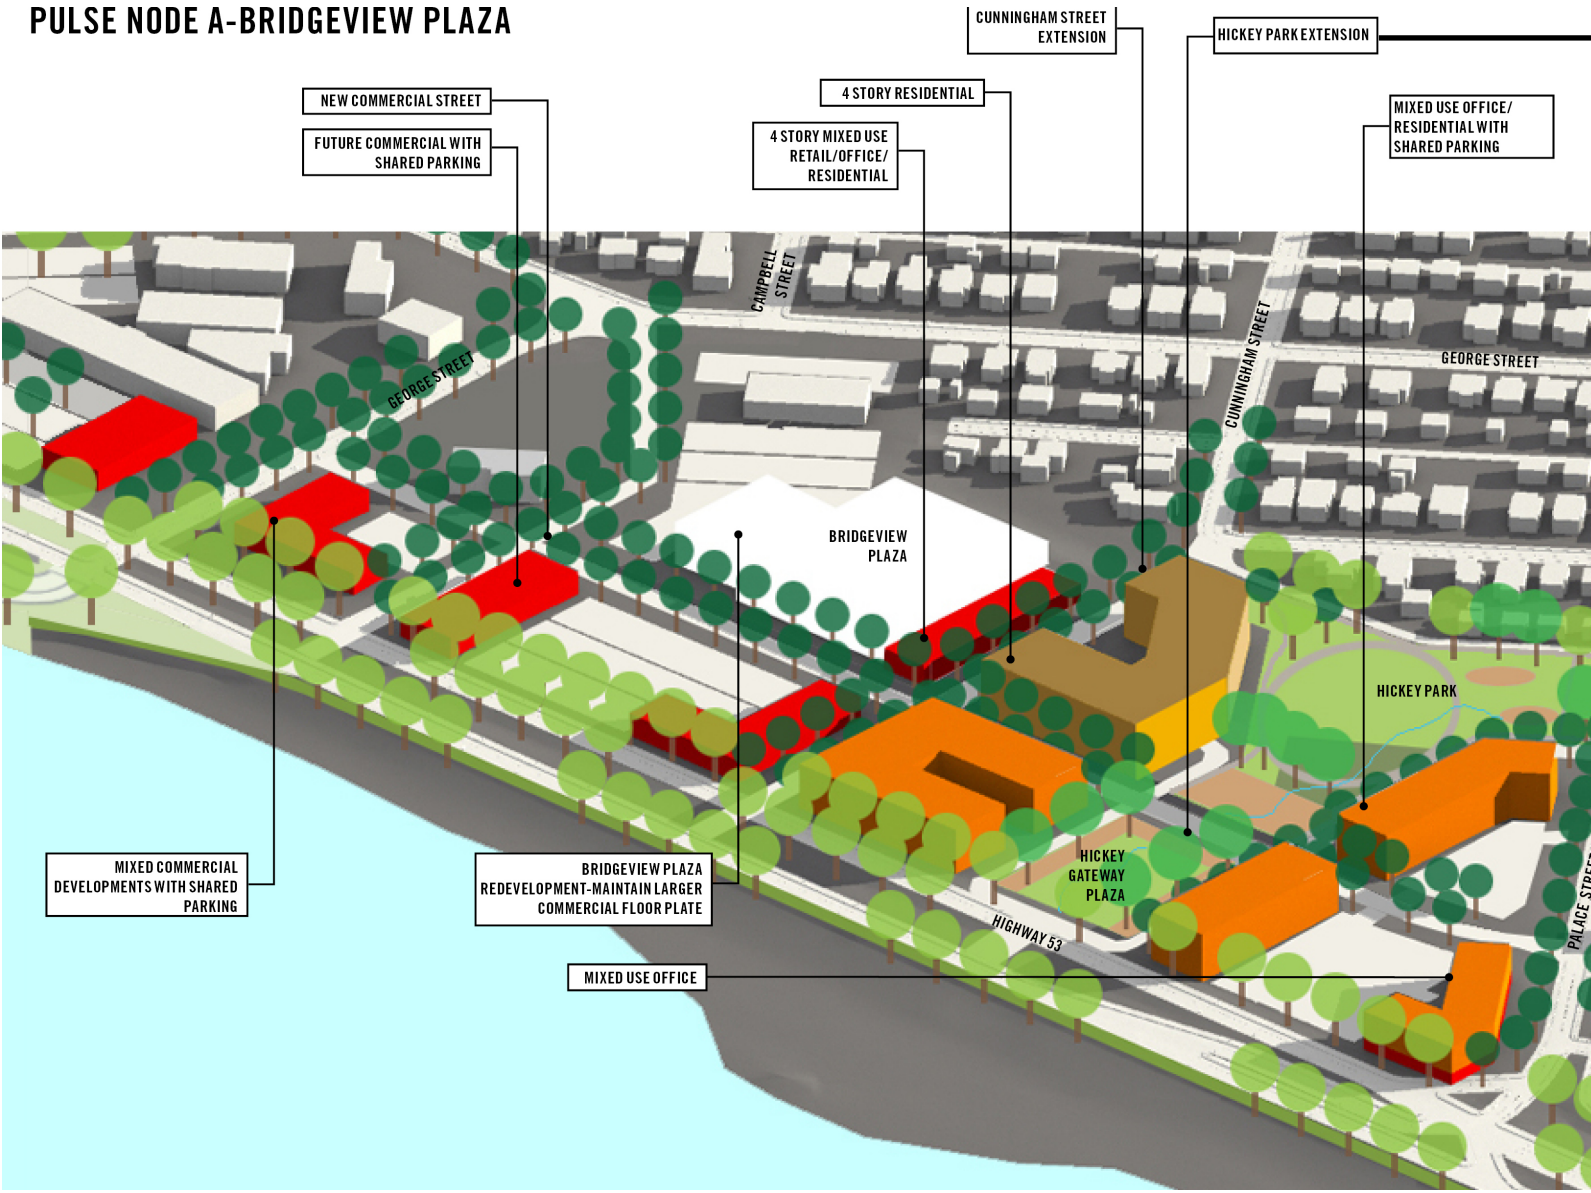 PULSE NODE A-BRIDGEVIEW PLAZA
CUNNINGHAM STREET
EXTENSION
HICKEY PARK EXTENSION
NEW COMMERCIAL STREET
4 STORY RESIDENTIAL
MIXED USE OFFICE/
RESIDENTIAL WITH
SHARED PARKING
FUTURE COMMERCIAL WITH
SHARED PARKING
4 STORY MIXED USE
RETAIL/OFFICE/
RESIDENTIAL
CAMPBELL
STREET
CUNNINGHAM STREET
GEORGE STREET
GEORGE STREET
BRIDGEVIEW
PLAZA
HICKEY PARK
HICKEY
GATEWAY
PLAZA
PALACE STREET
HIGHWAY 53
MIXED COMMERCIAL
DEVELOPMENTS WITH SHARED
PARKING
BRIDGEVIEW PLAZA
REDEVELOPMENT-MAINTAIN LARGER
COMMERCIAL FLOOR PLATE
MIXED USE OFFICE